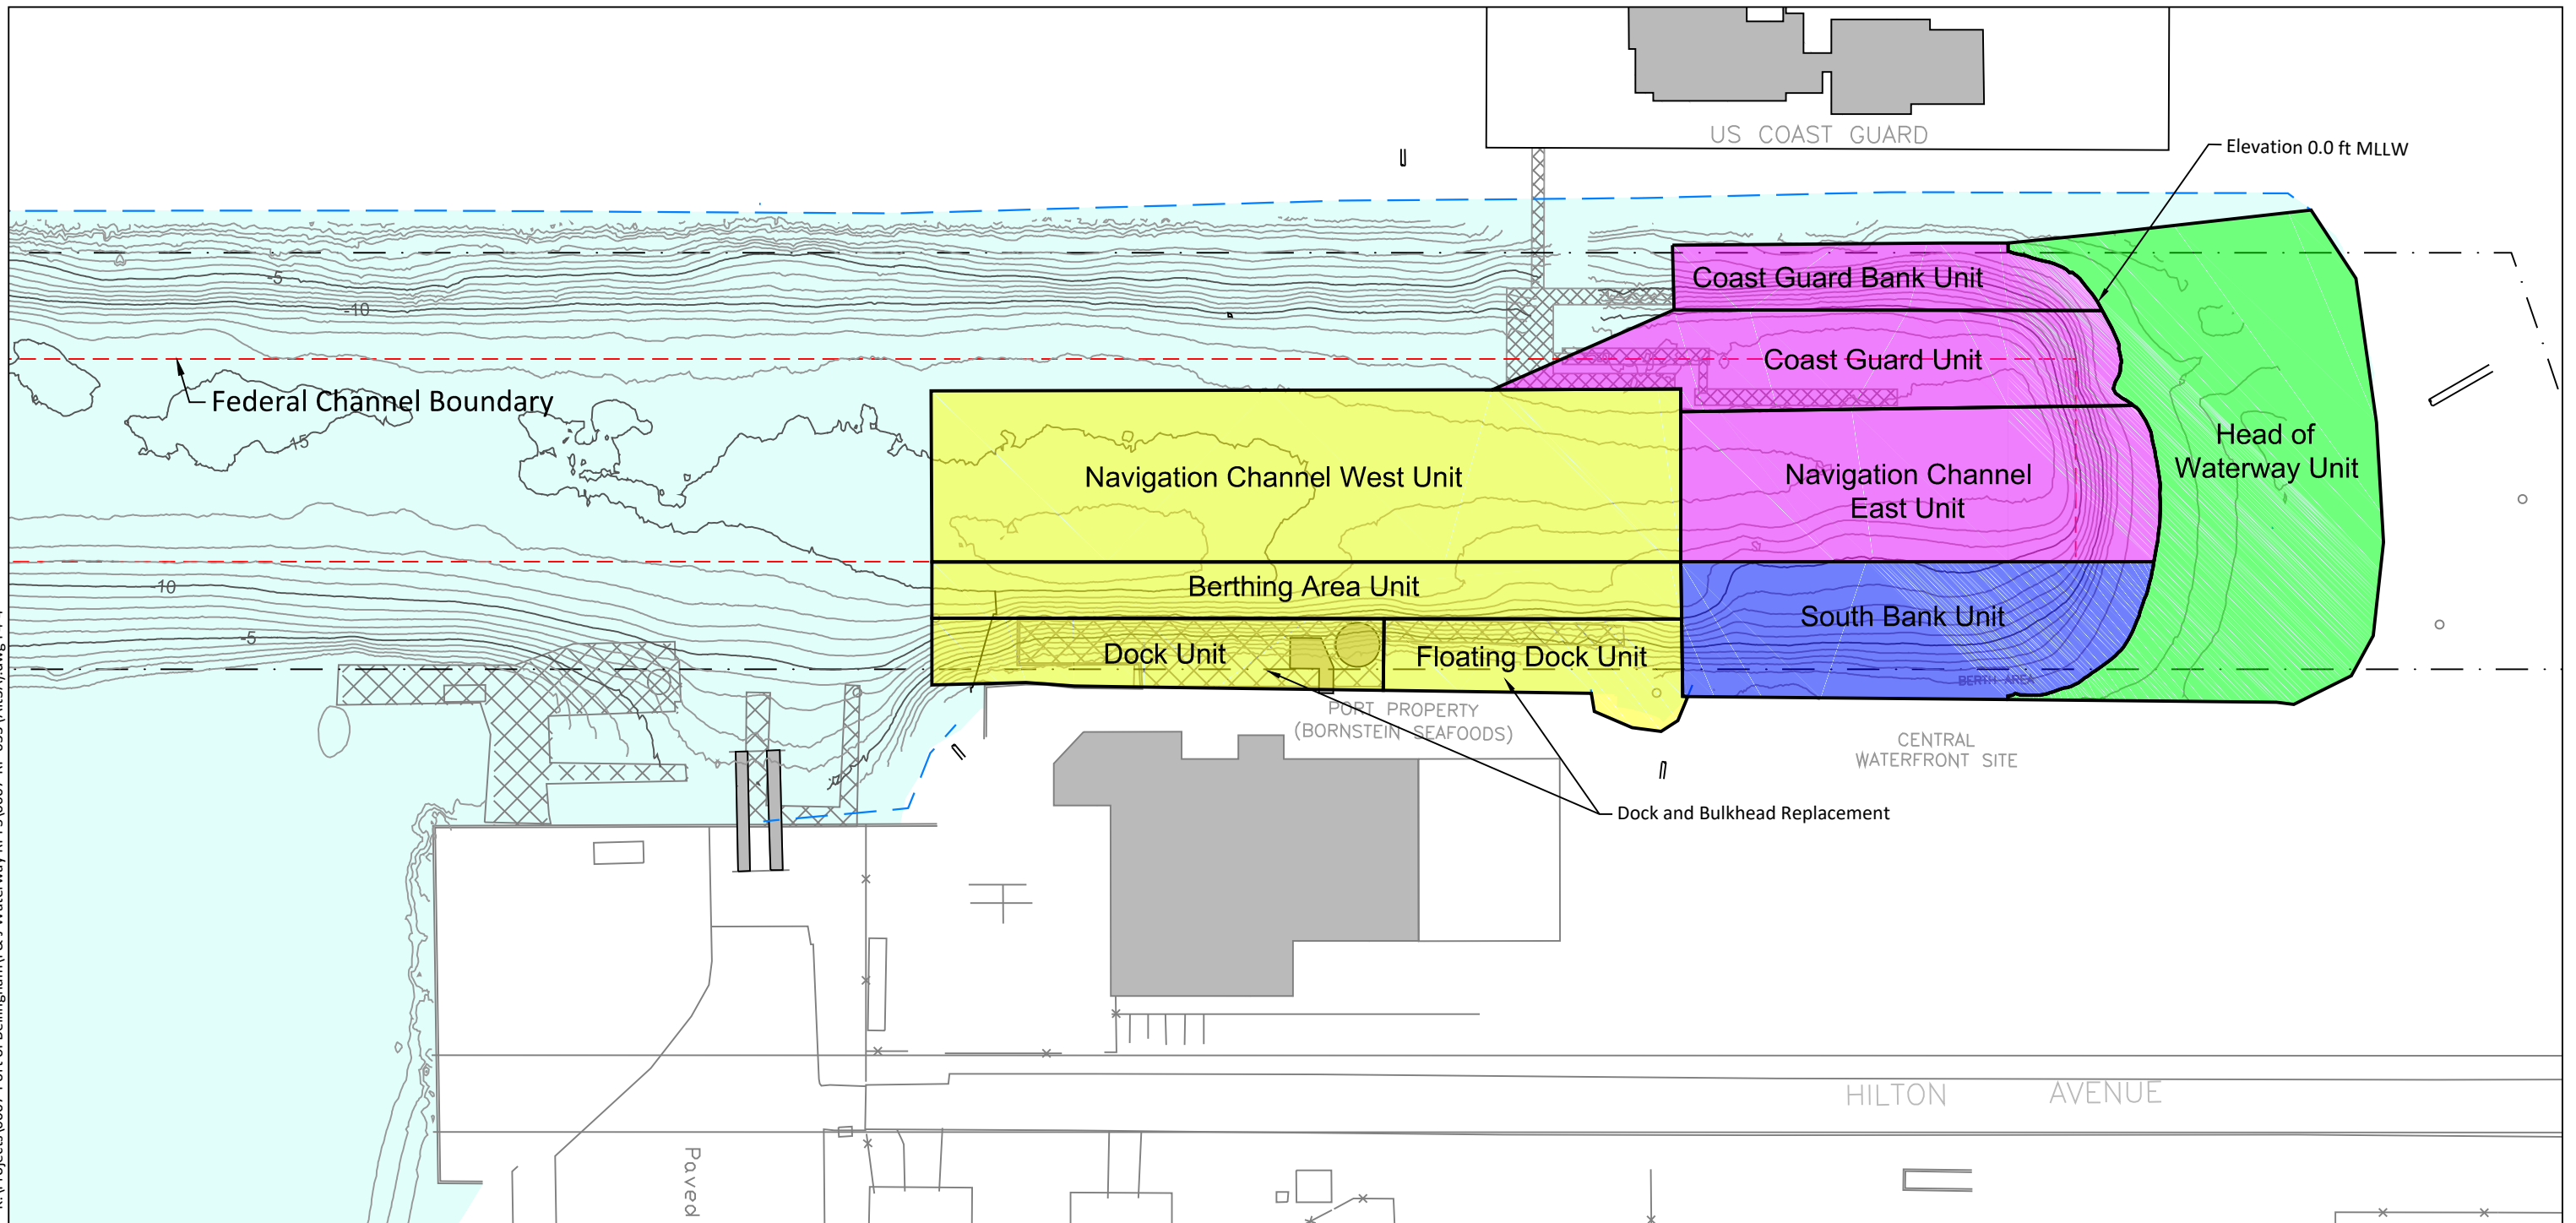 US COAST GUARD
Elevation 0.0 ft MLLW
-5
-10
Coast Guard Bank Unit
Coast Guard Unit
Federal Channel Boundary
15
Head of
Waterway Unit
Navigation Channel West Unit
Navigation Channel
East Unit
-10
Berthing Area Unit
South Bank Unit
-5
Dock Unit
Floating Dock Unit
BERTH AREA
PORT PROPERTY
(BORNSTEIN SEAFOODS)
CENTRAL
WATERFRONT SITE
Dock and Bulkhead Replacement
HILTON AVENUE
Paved